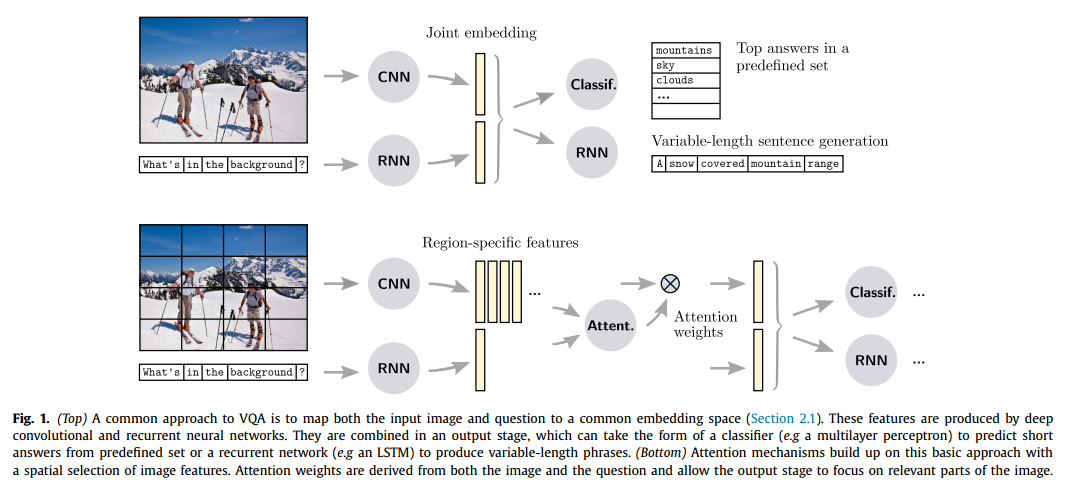 Joint embedding
CNN
RNN
What's in the background ?
Classif.
RNN
mountains
sky
clouds
...
Top answers in a
predefined set
Variable-length sentence generation
A snow covered mountain range
Region-specific features
CNN
...
RNN
What's in the background ?
Attent.
Attention
weights
Classif. ...
RNN ...
Fig. 1. (Top) A common approach to VQA is to map both the input image and question to a common embedding space (Section 2.1). These features are produced by deep
convolutional and recurrent neural networks. They are combined in an output stage, which can take the form of a classifier (e.g a multilayer perceptron) to predict short
answers from predefined set or a recurrent network (e.g an LSTM) to produce variable-length phrases. (Bottom) Attention mechanisms build up on this basic approach with
a spatial selection of image features. Attention weights are derived from both the image and the question and allow the output stage to focus on relevant parts of the image.